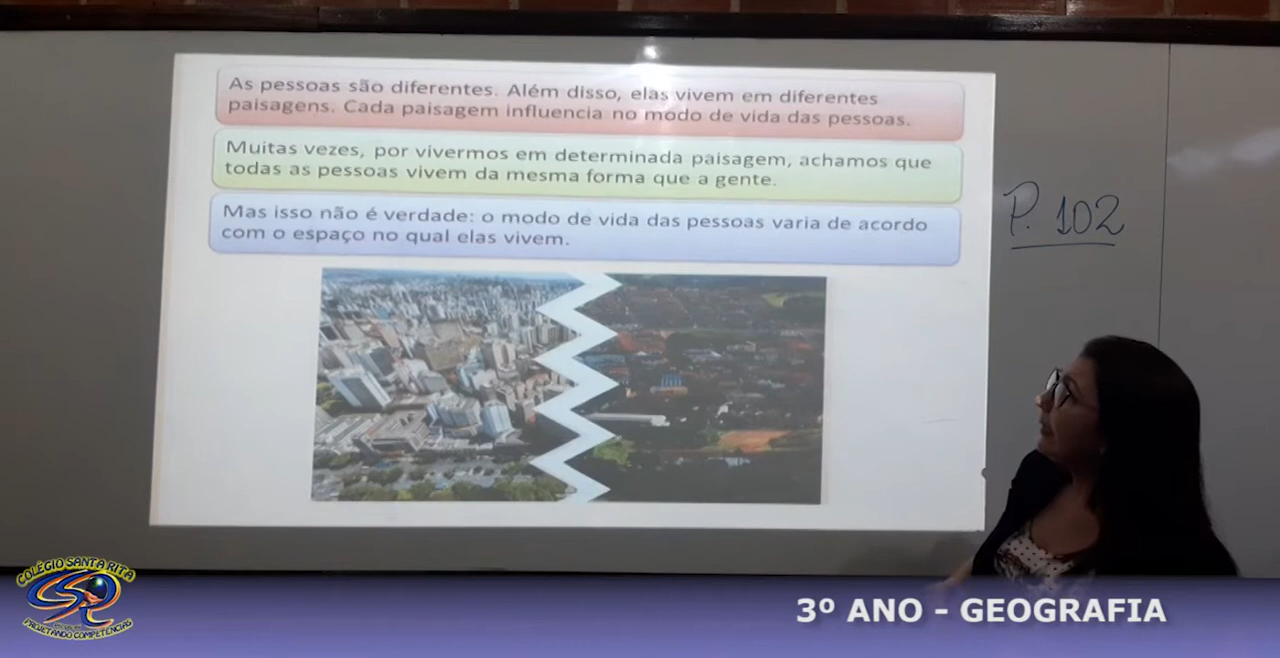 As pessoas são diferentes. Além disso, elas vivem em diferentes
paisagens. Cada paisagem influencia no modo de vida das pessoas.
Muitas vezes, por vivermos em determinada paisagem, achamos que
todas as pessoas vivem da mesma forma que a gente.
Mas isso não é verdade: o modo de vida das pessoas varia de acordo
com o espaço no qual elas vivem.
P. 102
COLÉGIO SANTA RITA
PROJETANDO COMPETÊNCIAS
3º ANO - GEOGRAFIA